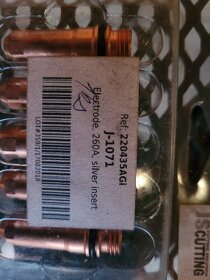 Ref: 220435AGi
J-1071
Electrode, 260A, silver insert
CUTTING